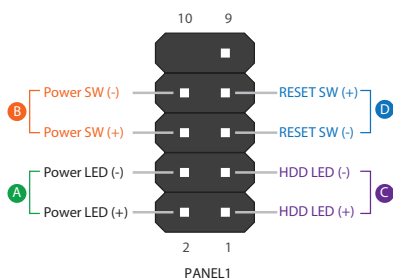 10 9
Power SW (-) RESET SW (+)
B D
Power SW (+) RESET SW (-)
Power LED (-) HDD LED (-)
A C
Power LED (+) HDD LED (+)
2 1
PANEL1